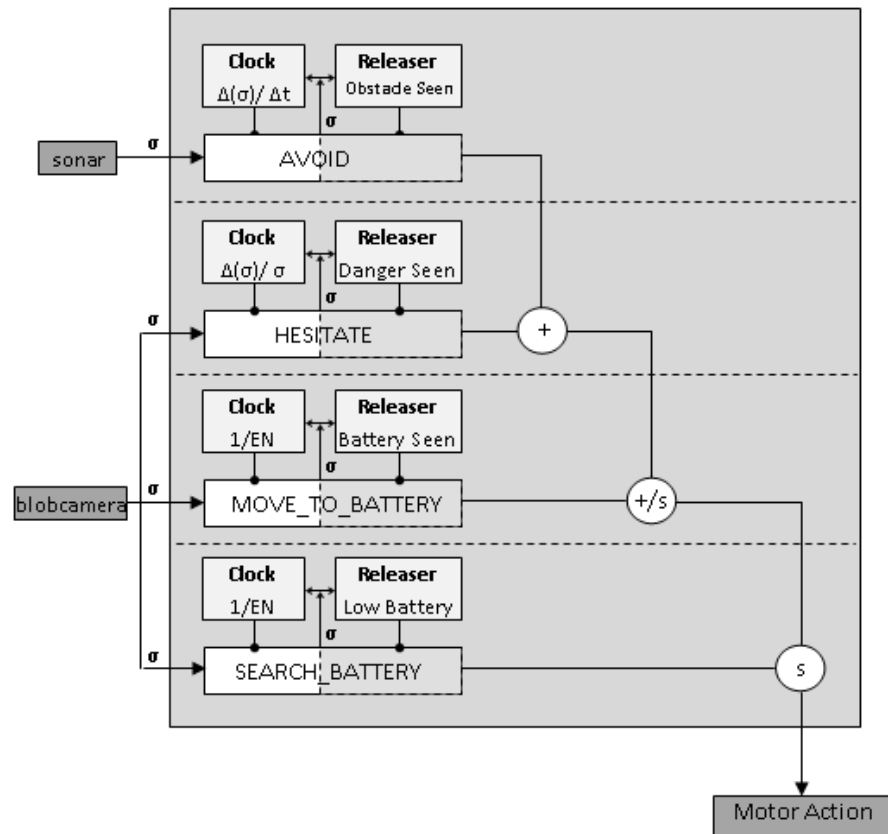 Clock
Δ(σ)/ Δt
Releaser
Obstade Seen
σ
sonar
σ
AVOID
Clock
Δ(σ)/ σ
Releaser
Danger Seen
σ
σ
HESITATE
+
Clock
1/EN
Releaser
Battery Seen
σ
blobcamera
σ
MOVE_TO_BATTERY
+/s
Clock
1/EN
Releaser
Low Battery
σ
σ
SEARCH_BATTERY
s
Motor Action